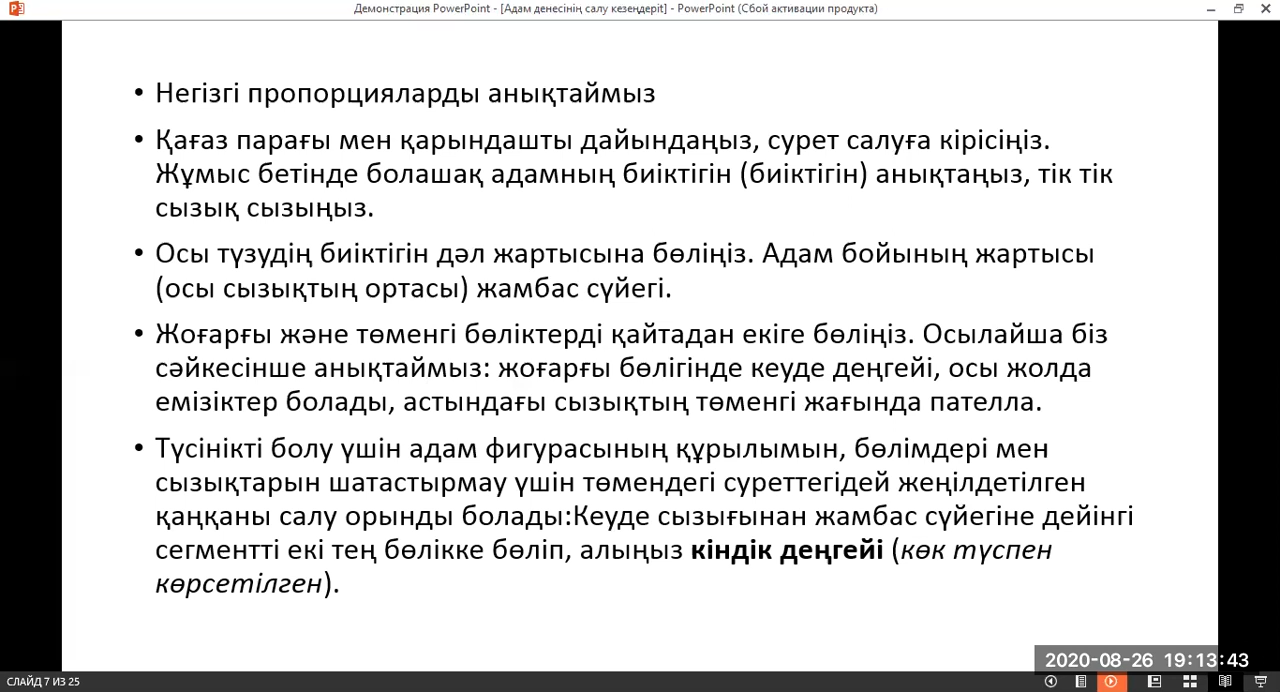 Демонстрация PowerPoint - [Адам денесінің салу кезеңдеріt] - PowerPoint (Сбой активации продукта)
• Негізгі пропорцияларды анықтаймыз
• Қағаз парағы мен қарындашты дайындаңыз, сурет салуға кірісіңіз.
Жұмыс бетінде болашақ адамның биіктігін (биіктігін) анықтаңыз, тік тік
сызық сызыңыз.
• Осы түзудің биіктігін дәл жартысына бөліңіз. Адам бойының жартысы
(осы сызықтың ортасы) жамбас сүйегі.
• Жоғарғы және төменгі бөліктерді қайтадан екіге бөліңіз. Осылайша біз
сәйкесінше анықтаймыз: жоғарғы бөлігінде кеуде деңгейі, осы жолда
емізіктер болады, астындағы сызықтың төменгі жағында пателла.
• Түсінікті болу үшін адам фигурасының құрылымын, бөлімдері мен
сызықтарын шатастырмау үшін төмендегі суреттегідей жеңілдетілген
қаңқаны салу орынды болады:Кеуде сызығынан жамбас сүйегіне дейінгі
сегментті екі тең бөлікке бөліп, алыңыз кіндік деңгейі (көк түспен
көрсетілген).
2020-08-26 19:13:43
СЛАЙД 7 ИЗ 25